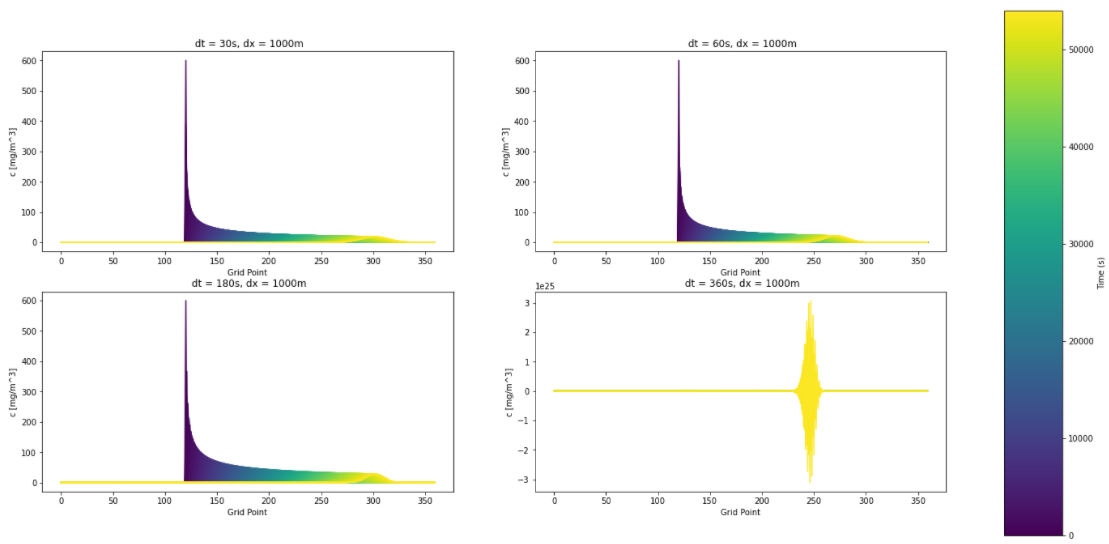 dt = 30s, dx = 1000m
c [mg/m^3]
600
500
400
300
200
100
0
0 50 100 150 200 250 300 350
Grid Point
dt = 60s, dx = 1000m
c [mg/m^3]
600
500
400
300
200
100
0
0 50 100 150 200 250 300 350
Grid Point
dt = 180s, dx = 1000m
c [mg/m^3]
600
500
400
300
200
100
0
0 50 100 150 200 250 300 350
Grid Point
1e25
dt = 360s, dx = 1000m
c [mg/m^3]
3
2
1
0
−1
−2
−3
0 50 100 150 200 250 300 350
Grid Point
50000
40000
30000
20000
10000
0
Time (s)